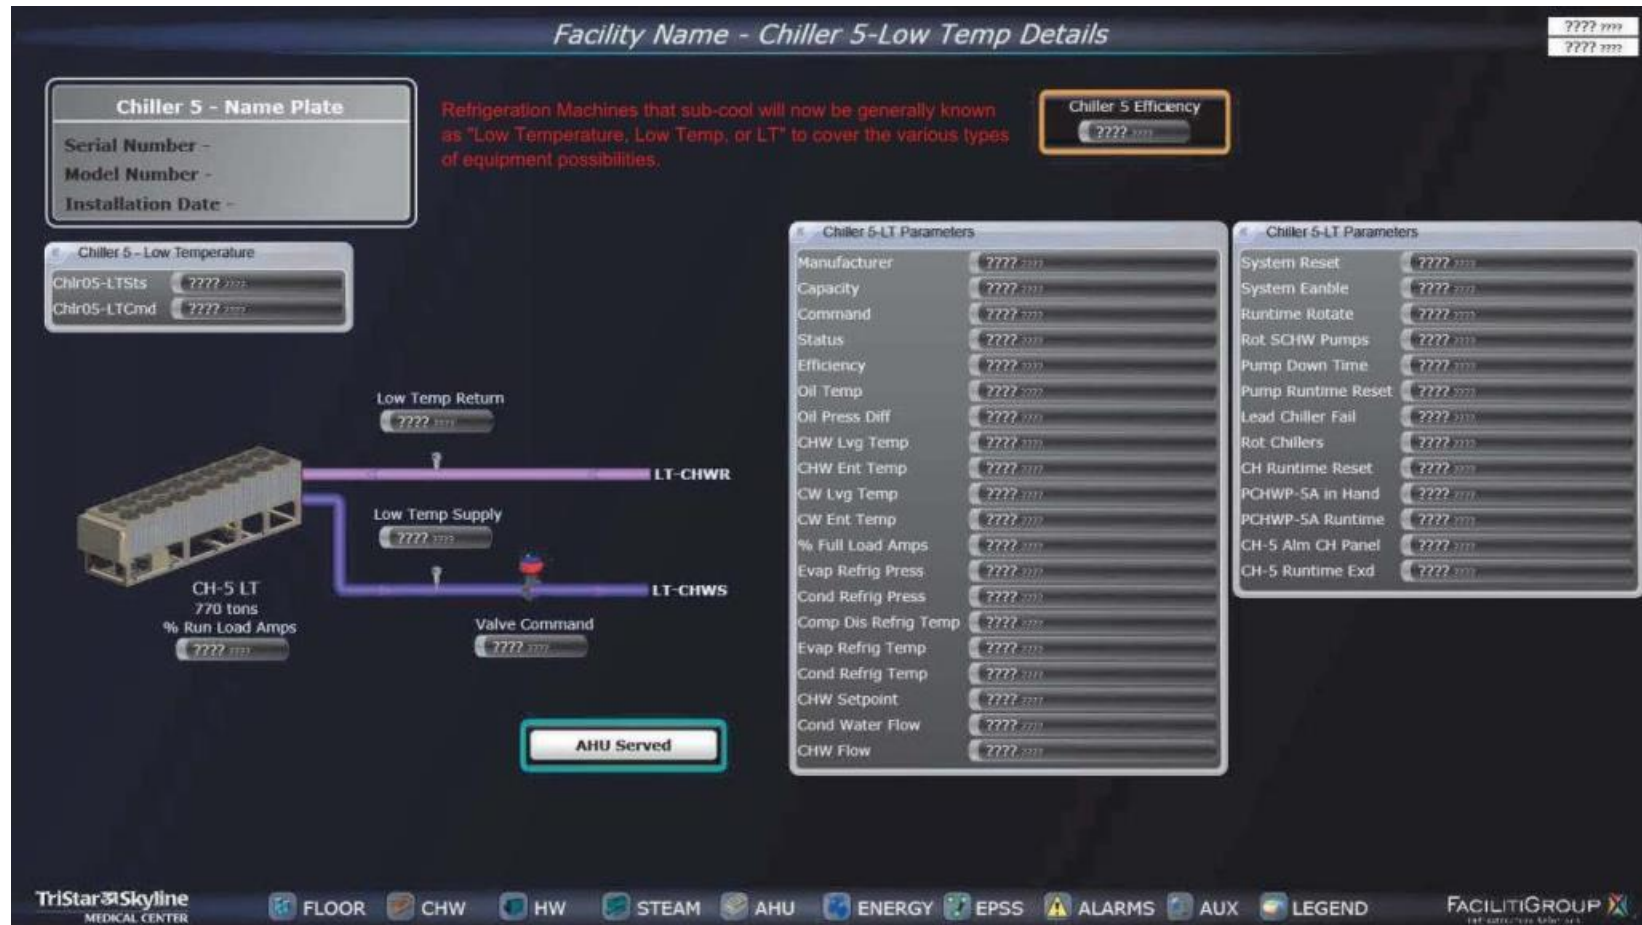 Facility Name - Chiller 5-Low Temp Details
???? ????
???? ????
Chiller 5 - Name Plate
Serial Number -
Model Number -
Installation Date -
Refrigeration Machines that sub-cool will now be generally known
as "Low Temperature, Low Temp, or LT" to cover the various types
of equipment possibilities.
Chiller 5 Efficiency
???? ????
Chiller 5 - Low Temperature
Chlr05-LTSts ???? ????
Chlr05-LTCmd ???? ????
Low Temp Return
???? ????
LT-CHWR
Low Temp Supply
???? ????
LT-CHWS
CH-5 LT
770 tons
% Run Load Amps
???? ????
Valve Command
???? ????
AHU Served
Chiller 5-LT Parameters
Manufacturer ???? ????
Capacity ???? ????
Command ???? ????
Status ???? ????
Efficiency ???? ????
Oil Temp ???? ????
Oil Press Diff ???? ????
CHW Lvg Temp ???? ????
CHW Ent Temp ???? ????
CW Lvg Temp ???? ????
CW Ent Temp ???? ????
% Full Load Amps ???? ????
Evap Refrig Press ???? ????
Cond Refrig Press ???? ????
Comp Dis Refrig Temp ???? ????
Evap Refrig Temp ???? ????
Cond Refrig Temp ???? ????
CHW Setpoint ???? ????
Cond Water Flow ???? ????
CHW Flow ???? ????
Chiller 5-LT Parameters
System Reset ???? ????
System Eanble ???? ????
Runtime Rotate ???? ????
Rot SCHW Pumps ???? ????
Pump Down Time ???? ????
Pump Runtime Reset ???? ????
Lead Chiller Fail ???? ????
Rot Chillers ???? ????
CH Runtime Reset ???? ????
PCHWP-5A in Hand ???? ????
PCHWP-5A Runtime ???? ????
CH-5 Alm CH Panel ???? ????
CH-5 Runtime Exd ???? ????
TriStar Skyline
MEDICAL CENTER
FLOOR CHW HW STEAM AHU ENERGY EPSS ALARMS AUX LEGEND
FACILITIGROUP